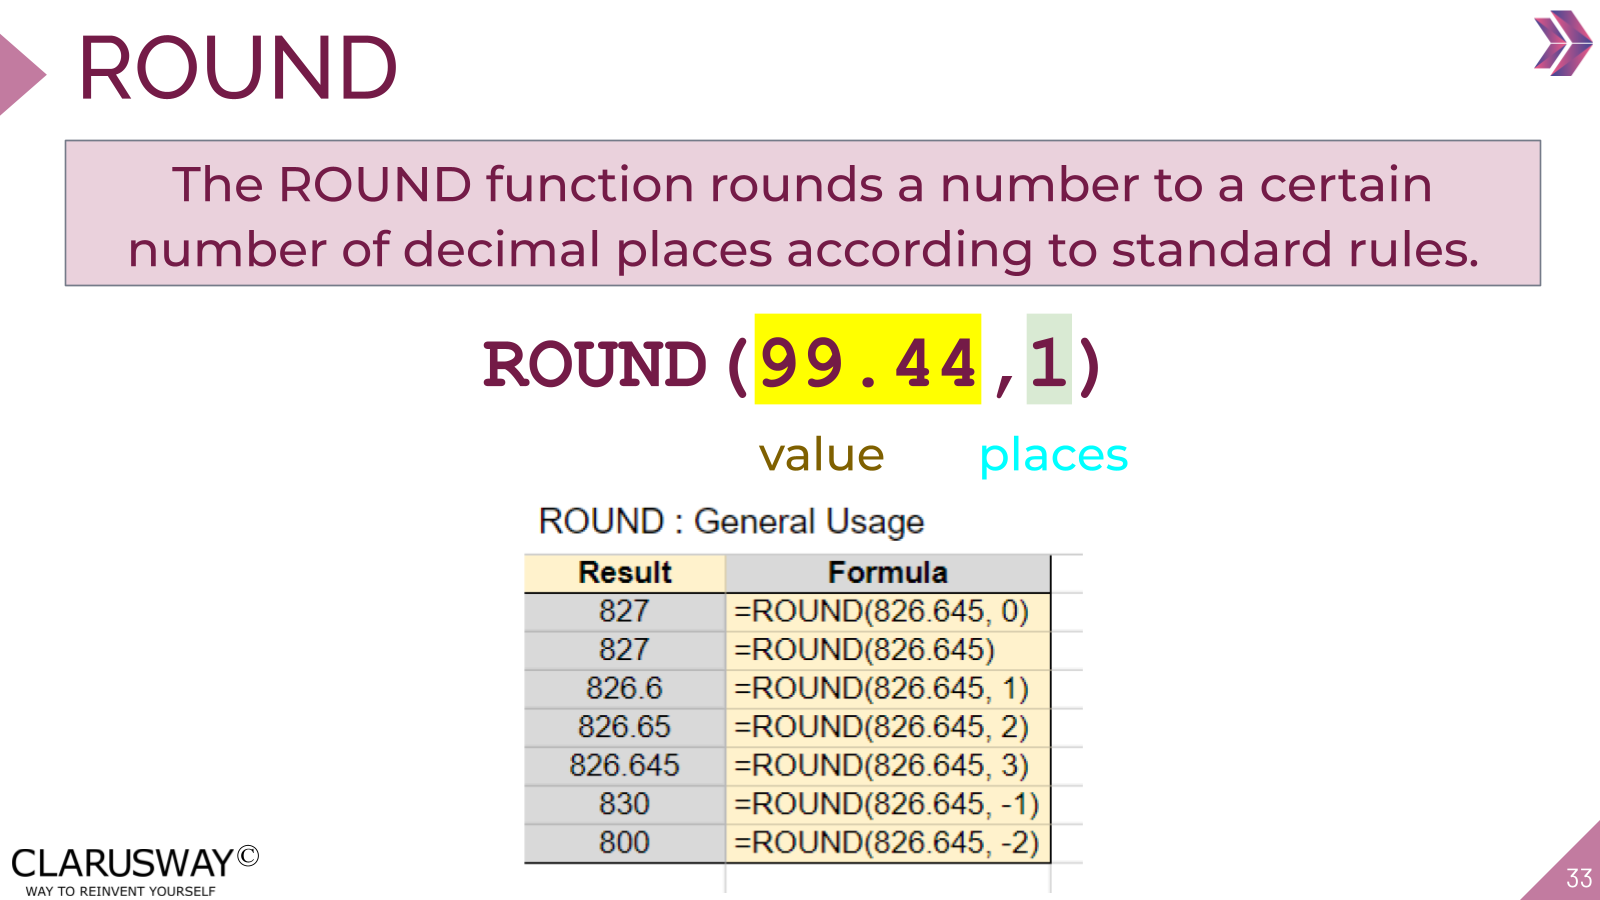 ROUND
The ROUND function rounds a number to a certain
number of decimal places according to standard rules.
ROUND(99.44,1)
value places
ROUND : General Usage
Result Formula
827 =ROUND(826.645, 0)
827 =ROUND(826.645)
826.6 =ROUND(826.645, 1)
826.65 =ROUND(826.645, 2)
826.645 =ROUND(826.645, 3)
830 =ROUND(826.645, -1)
800 =ROUND(826.645, -2)
CLARUSWAY©
WAY TO REINVENT YOURSELF
33